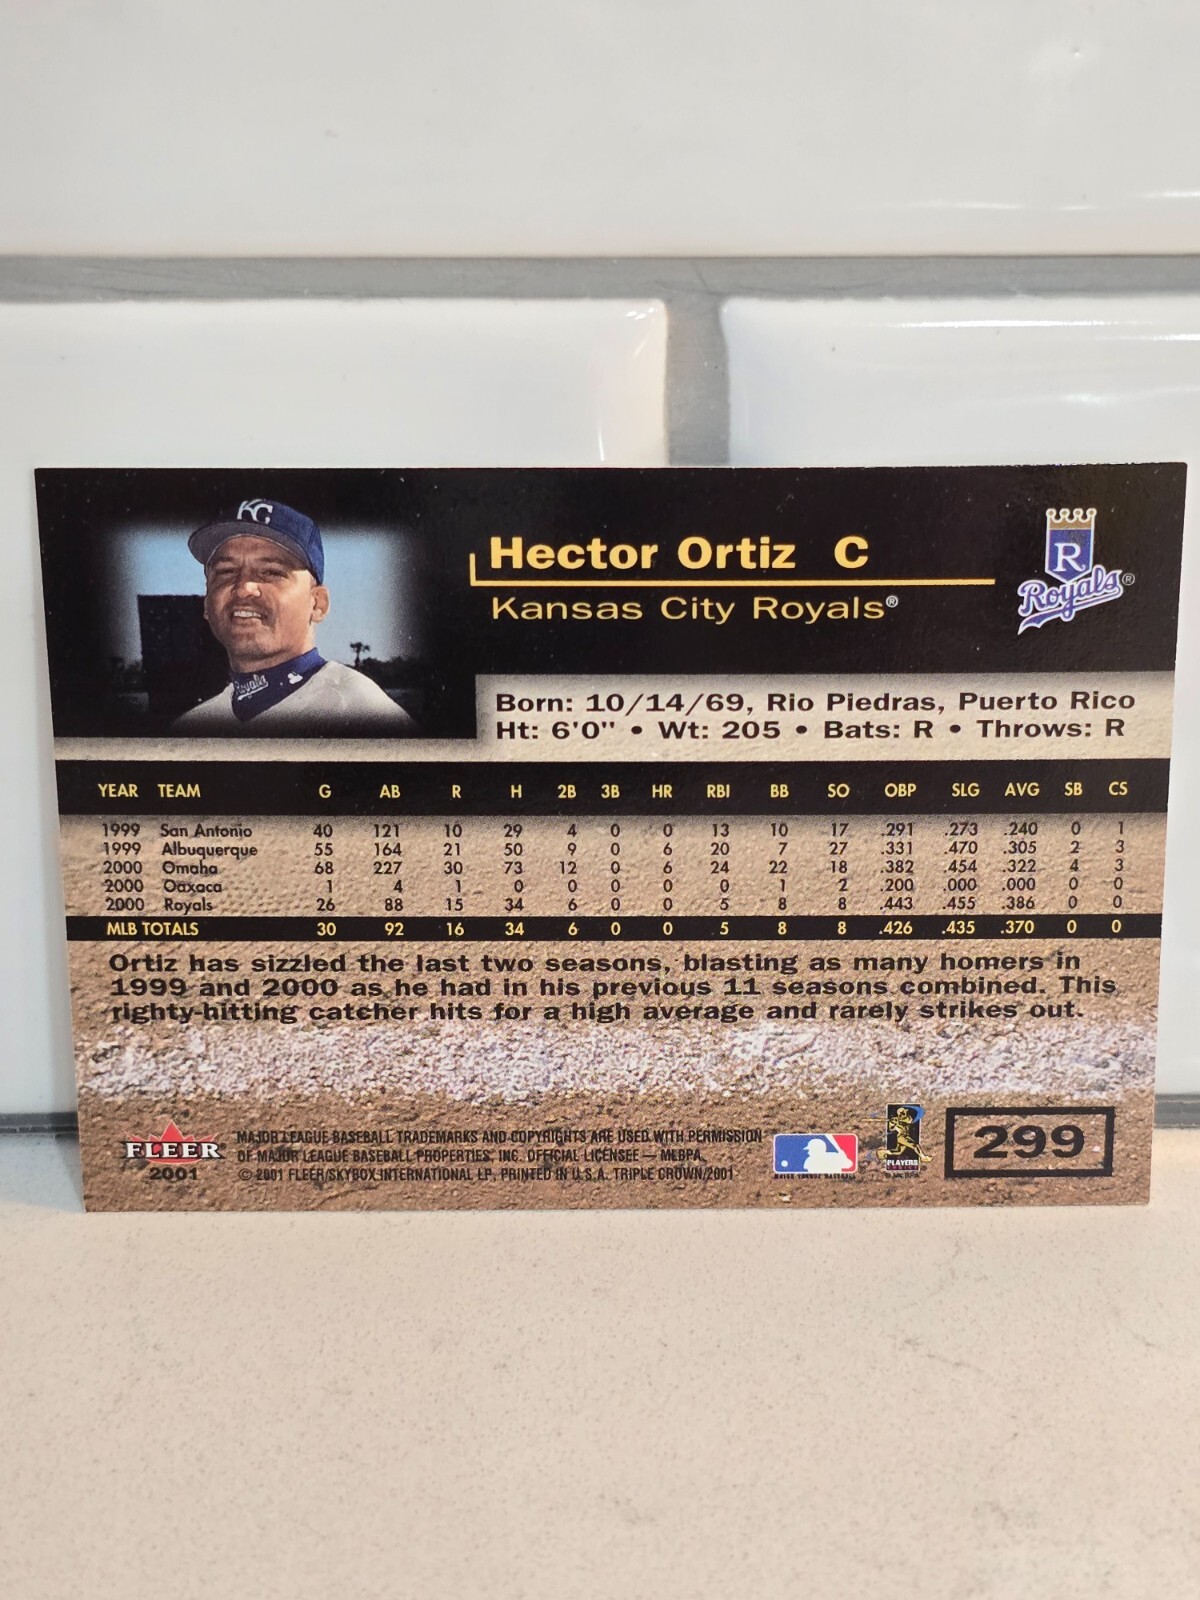 KC
Royals
Hector Ortiz C
Kansas City Royals®
R
Royals®
Born: 10/14/69, Rio Piedras, Puerto Rico
Ht: 6'0" • Wt: 205 • Bats: R • Throws: R
YEAR TEAM G AB R H 2B 3B HR RBI BB SO OBP SLG AVG SB CS
1999 San Antonio 40 121 10 29 4 0 0 13 10 17 .291 .273 .240 0 1
1999 Albuquerque 55 164 21 50 9 0 6 20 7 27 .331 .470 .305 2 3
2000 Omaha 68 227 30 73 12 0 6 24 22 18 .382 .454 .322 4 3
2000 Oaxaca 1 4 1 0 0 0 0 0 1 2 .200 .000 .000 0 0
2000 Royals 26 88 15 34 6 0 0 5 8 8 .443 .455 .386 0 0
MLB TOTALS 30 92 16 34 6 0 0 5 8 8 .426 .435 .370 0 0
Ortiz has sizzled the last two seasons, blasting as many homers in
1999 and 2000 as he had in his previous 11 seasons combined. This
righty-hitting catcher hits for a high average and rarely strikes out.
FLEER
2001
MAJOR LEAGUE BASEBALL TRADEMARKS AND COPYRIGHTS ARE USED WITH PERMISSION
OF MAJOR LEAGUE BASEBALL PROPERTIES, INC. OFFICIAL LICENSEE — MLBPA
© 2001 FLEER/SKYBOX INTERNATIONAL LP, PRINTED IN U.S.A. TRIPLE CROWN/2001
MAJOR LEAGUE BASEBALL
PLAYERS
299